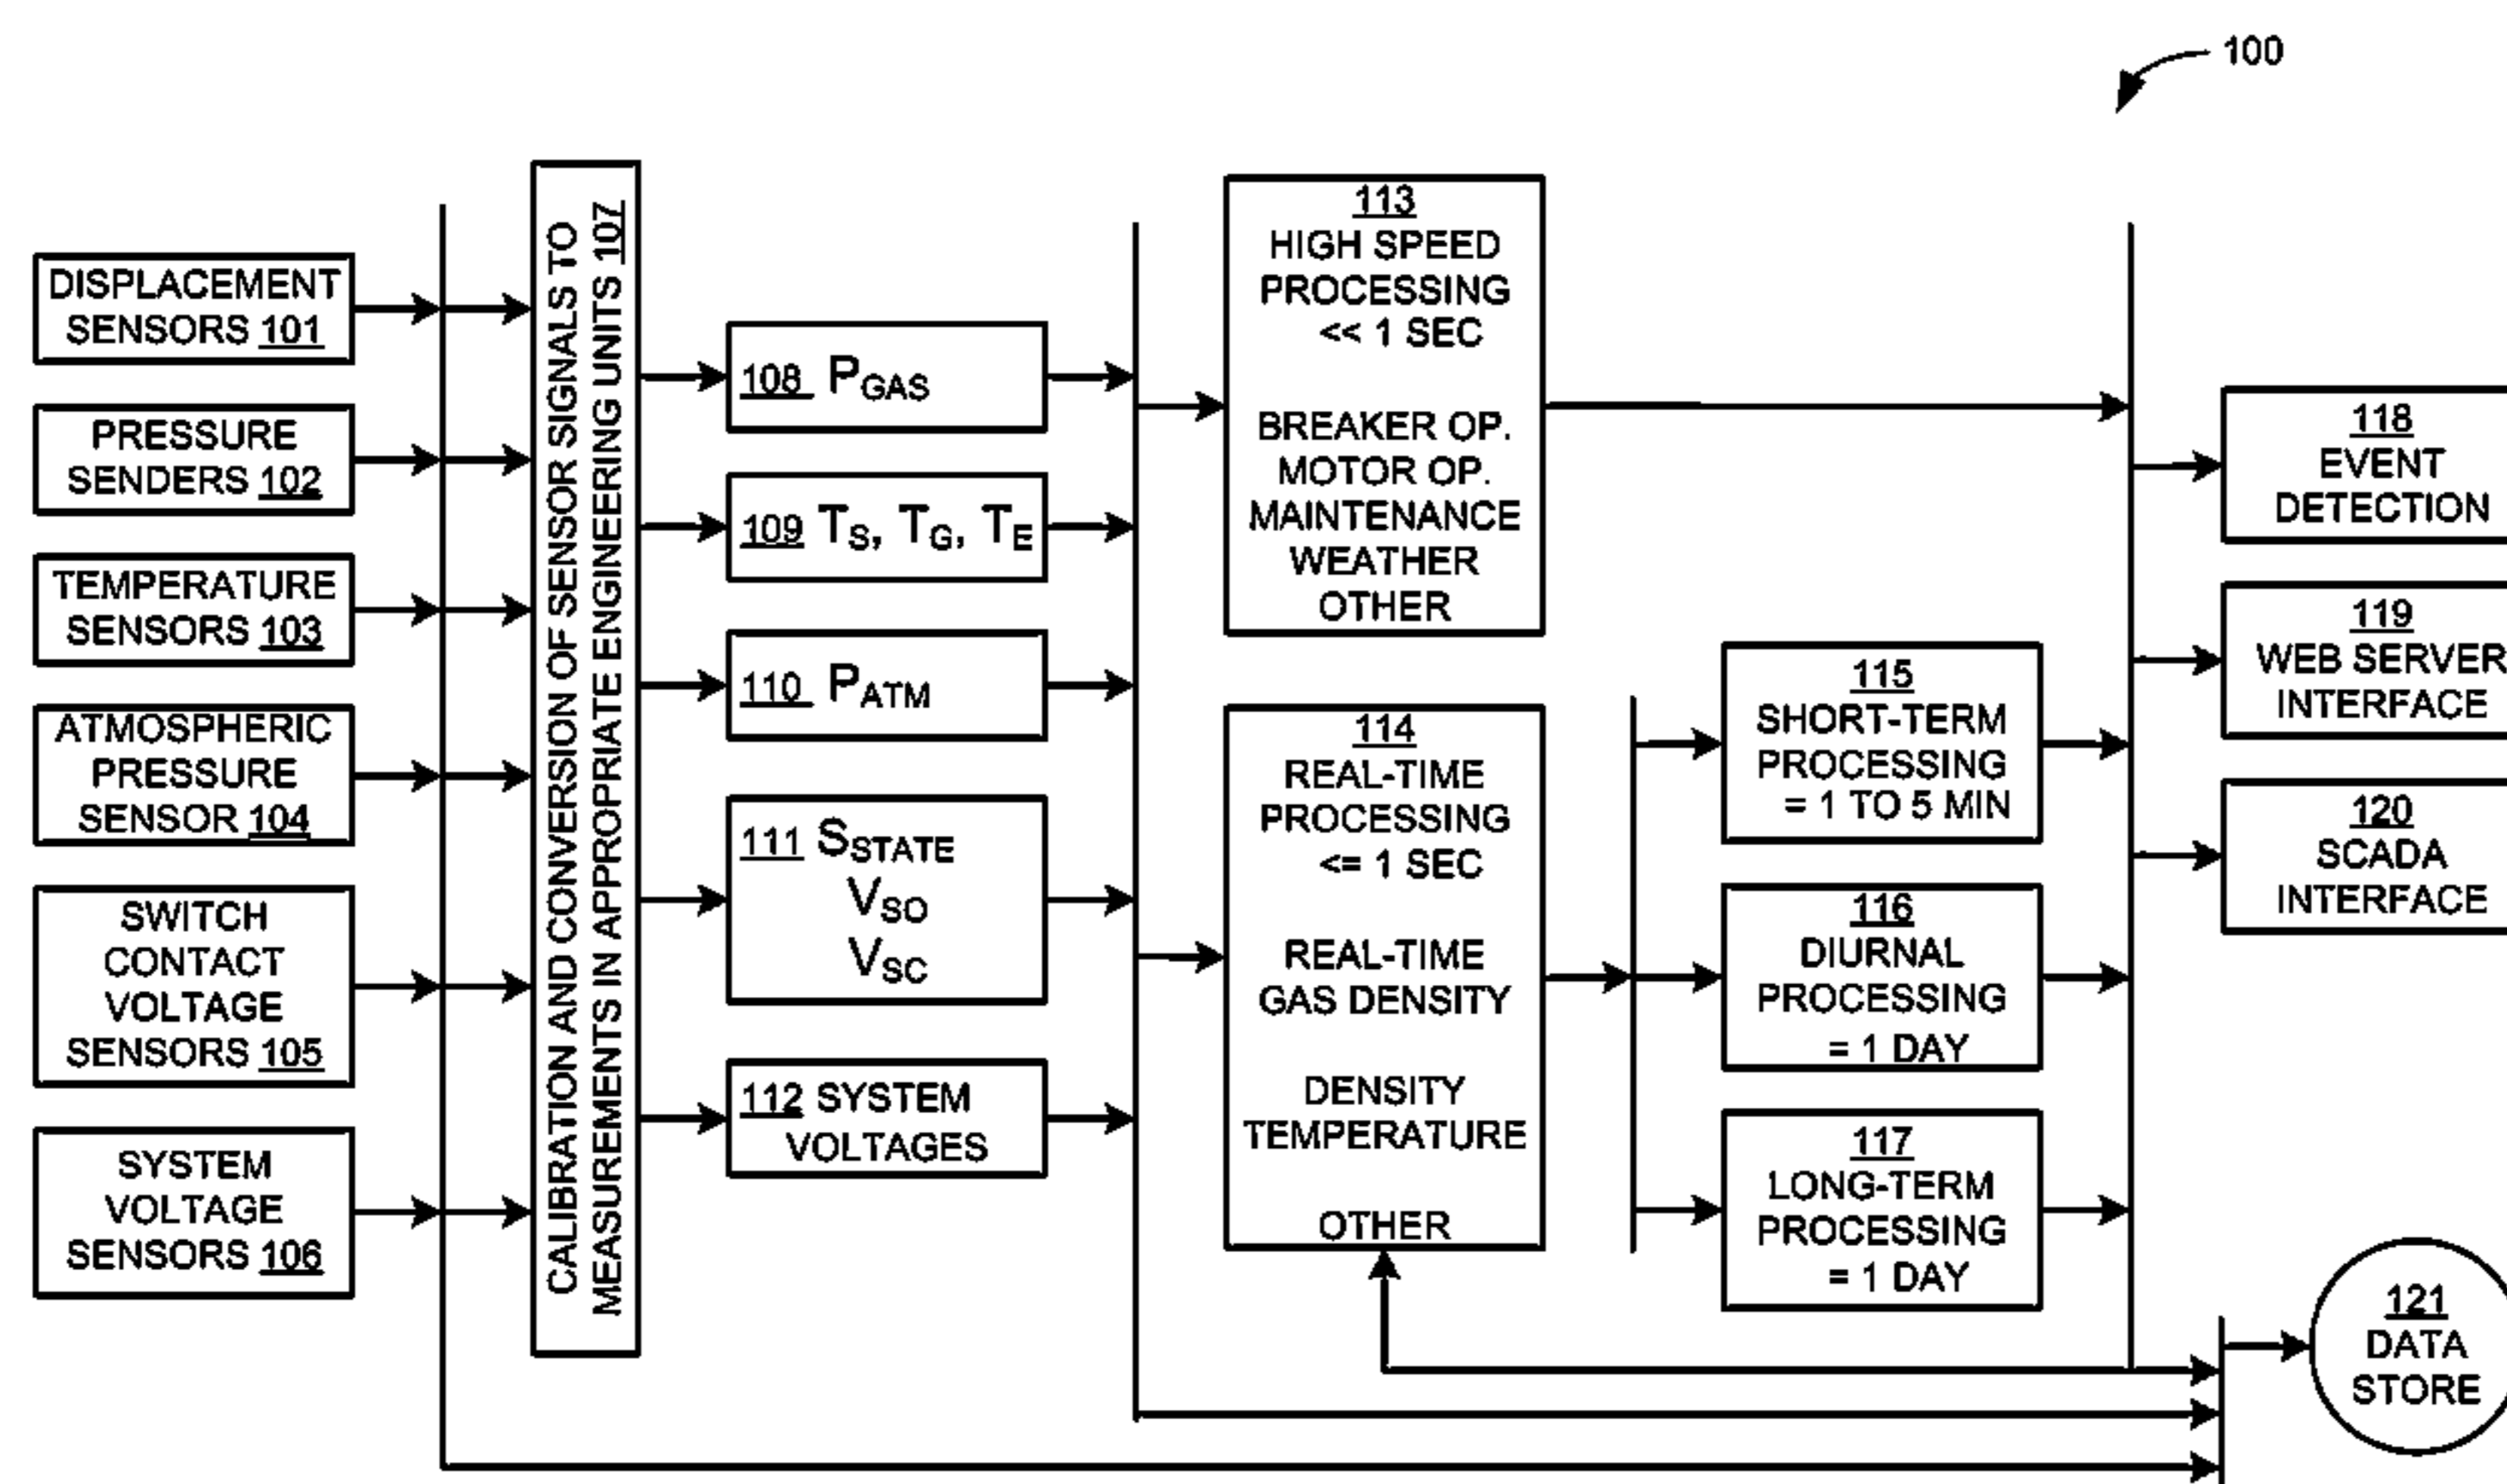 100
DISPLACEMENT
SENSORS 101
PRESSURE
SENDERS 102
TEMPERATURE
SENSORS 103
ATMOSPHERIC
PRESSURE
SENSOR 104
SWITCH
CONTACT
VOLTAGE
SENSORS 105
SYSTEM
VOLTAGE
SENSORS 106
CALIBRATION AND CONVERSION OF SENSOR SIGNALS TO
MEASUREMENTS IN APPROPRIATE ENGINEERING UNITS 107
108 PGAS
109 TS, TG, TE
110 PATM
111 SSTATE
VSO
VSC
112 SYSTEM
VOLTAGES
113
HIGH SPEED
PROCESSING
<< 1 SEC
BREAKER OP.
MOTOR OP.
MAINTENANCE
WEATHER
OTHER
114
REAL-TIME
PROCESSING
<= 1 SEC
REAL-TIME
GAS DENSITY
DENSITY
TEMPERATURE
OTHER
115
SHORT-TERM
PROCESSING
= 1 TO 5 MIN
116
DIURNAL
PROCESSING
= 1 DAY
117
LONG-TERM
PROCESSING
= 1 DAY
118
EVENT
DETECTION
119
WEB SERVER
INTERFACE
120
SCADA
INTERFACE
121
DATA
STORE